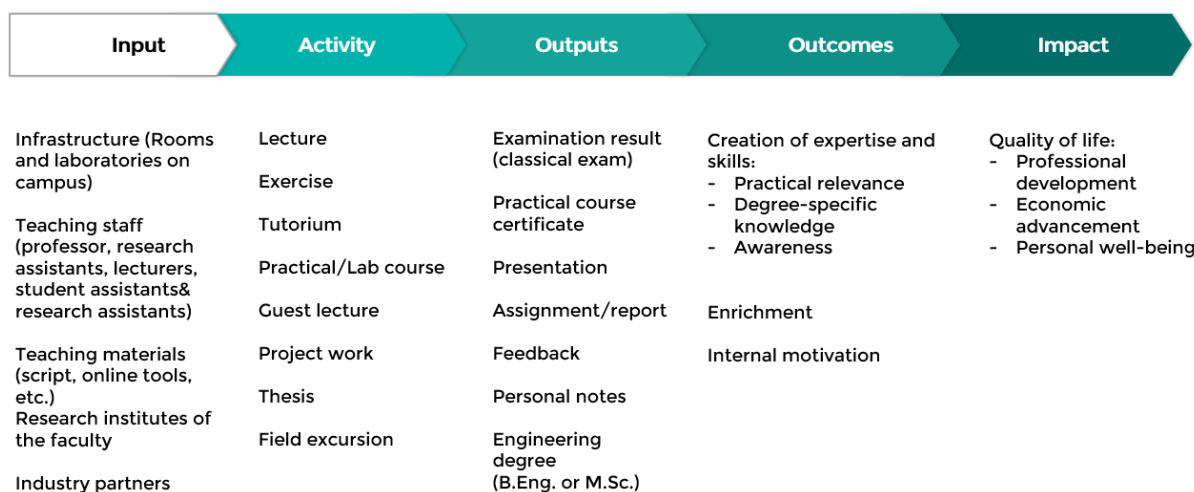 Input
Activity
Outputs
Outcomes
Impact
Infrastructure (Rooms
and laboratories on
campus)
Teaching staff
(professor, research
assistants, lecturers,
student assistants&
research assistants)
Teaching materials
(script, online tools,
etc.)
Research institutes of
the faculty
Industry partners
Lecture
Exercise
Tutorium
Practical/Lab course
Guest lecture
Project work
Thesis
Field excursion
Examination result
(classical exam)
Practical course
certificate
Presentation
Assignment/report
Feedback
Personal notes
Engineering
degree
(B.Eng. or M.Sc.)
Creation of expertise and
skills:
- Practical relevance
- Degree-specific
knowledge
- Awareness
Enrichment
Internal motivation
Quality of life:
- Professional
development
- Economic
advancement
- Personal well-being